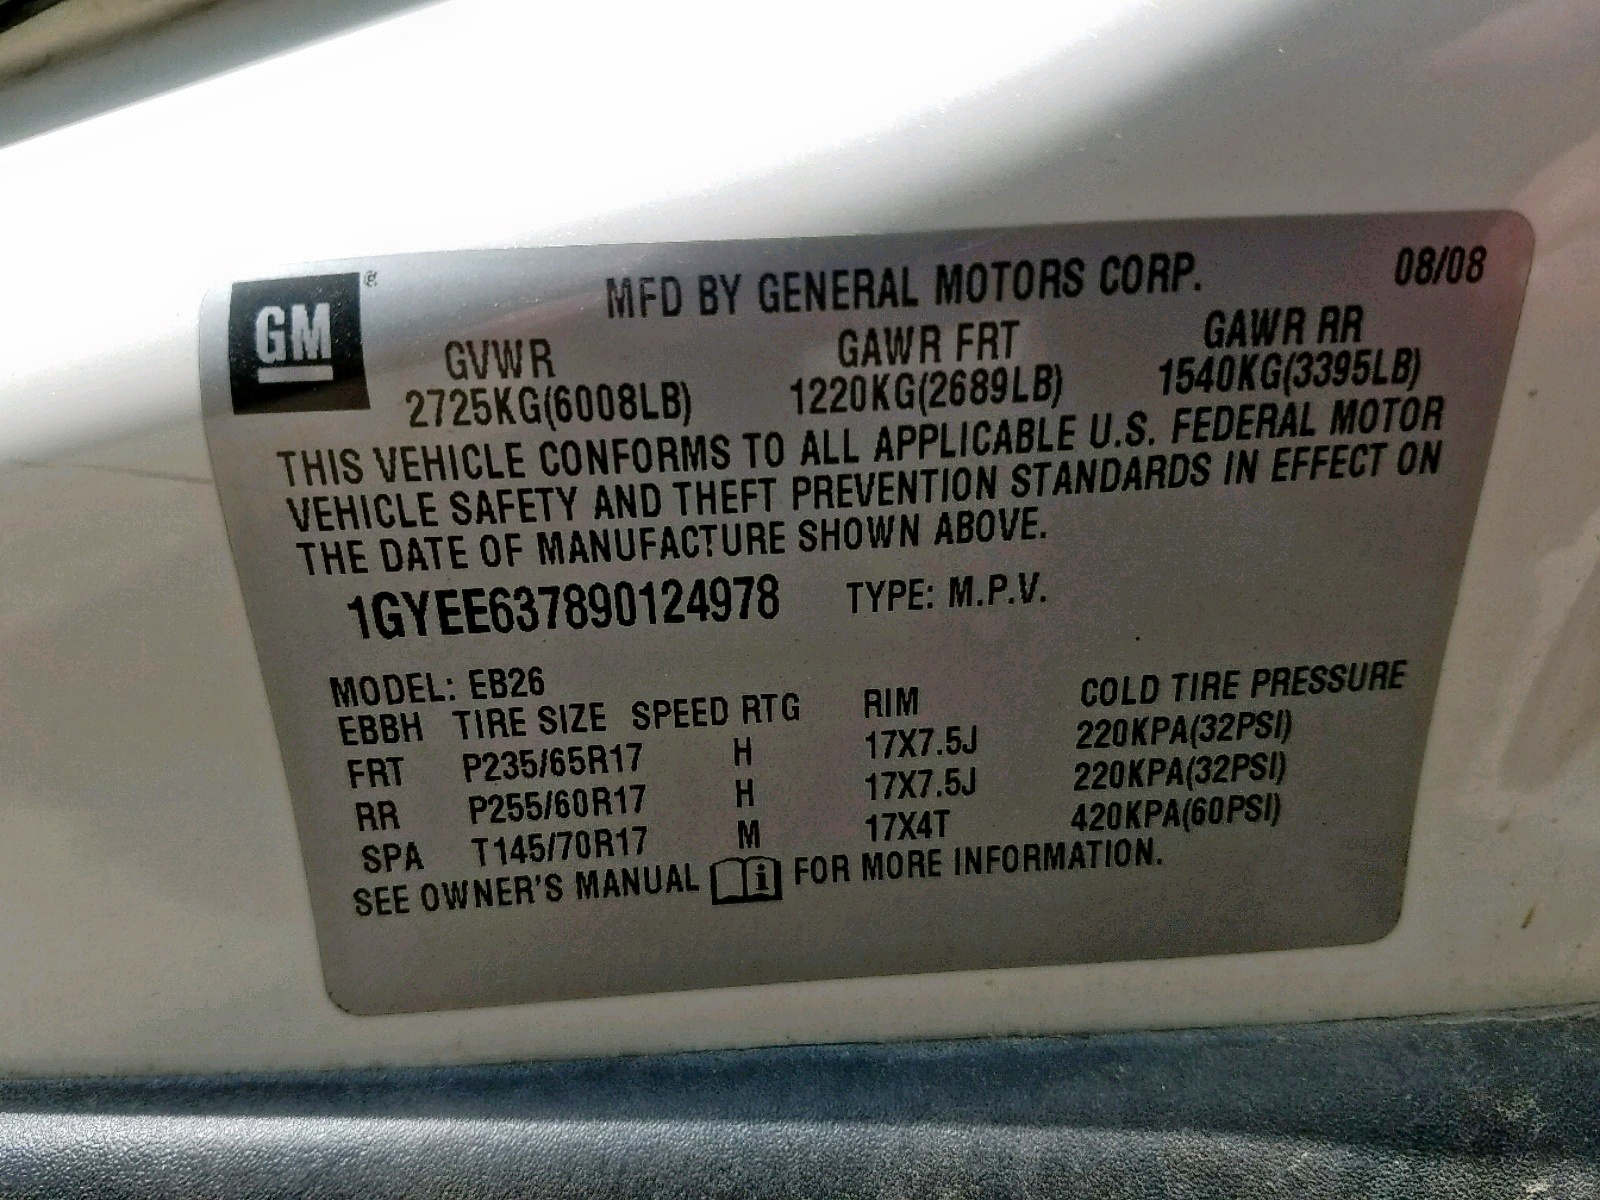 GM
MFD BY GENERAL MOTORS CORP. 08/08
GVWR GAWR FRT GAWR RR
2725KG(6008LB) 1220KG(2689LB) 1540KG(3395LB)
THIS VEHICLE CONFORMS TO ALL APPLICABLE U.S. FEDERAL MOTOR
VEHICLE SAFETY AND THEFT PREVENTION STANDARDS IN EFFECT ON
THE DATE OF MANUFACTURE SHOWN ABOVE.
1GYEE637890124978 TYPE: M.P.V.
MODEL: EB26
EBBH TIRE SIZE SPEED RTG RIM COLD TIRE PRESSURE
FRT P235/65R17 H 17X7.5J 220KPA(32PSI)
RR P255/60R17 H 17X7.5J 220KPA(32PSI)
SPA T145/70R17 M 17X4T 420KPA(60PSI)
SEE OWNER'S MANUAL FOR MORE INFORMATION.